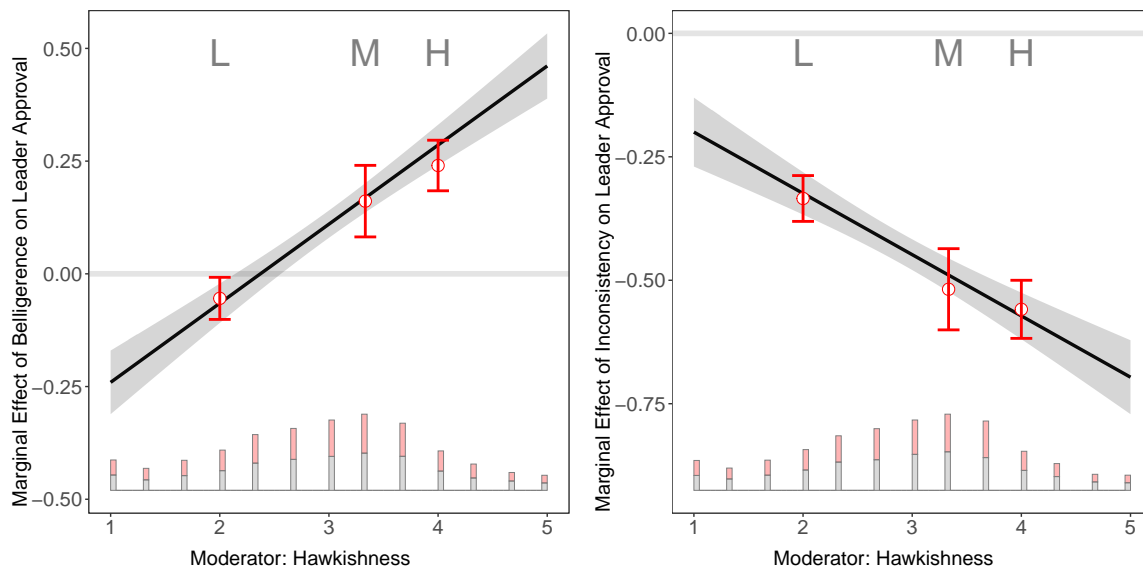 Marginal Effect of Belligerence on Leader Approval
L M H
0.50
0.25
0.00
−0.25
−0.50
1 2 3 4 5
Moderator: Hawkishness
Marginal Effect of Inconsistency on Leader Approval
L M H
0.00
−0.25
−0.50
−0.75
1 2 3 4 5
Moderator: Hawkishness